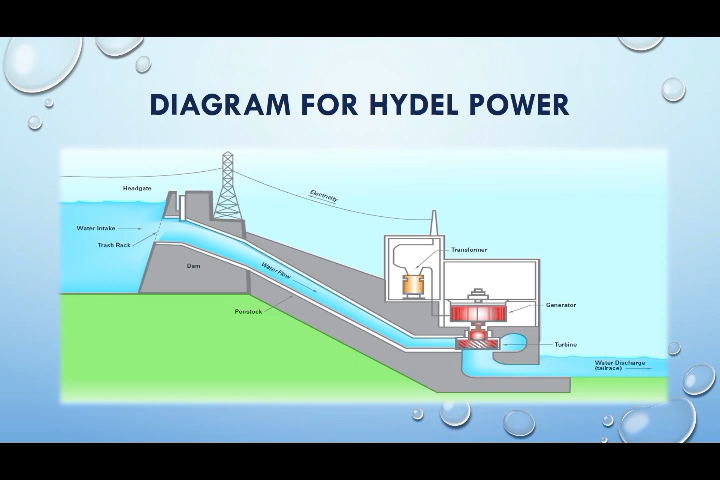 DIAGRAM FOR HYDEL POWER
Headgate
Electricity
Water Intake
Trash Rack
Transformer
Dam
Water Flow
Penstock
Generator
Turbine
Water Discharge
(tailrace)